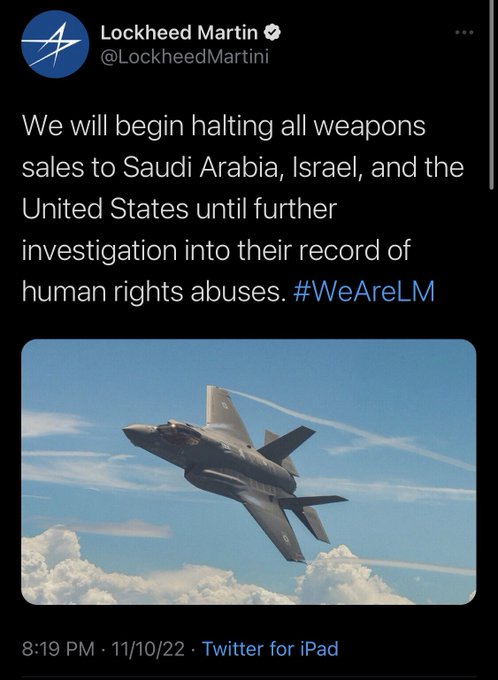 Lockheed Martin
@LockheedMartini
We will begin halting all weapons
sales to Saudi Arabia, Israel, and the
United States until further
investigation into their record of
human rights abuses. #WeAreLM
8:19 PM · 11/10/22 · Twitter for iPad